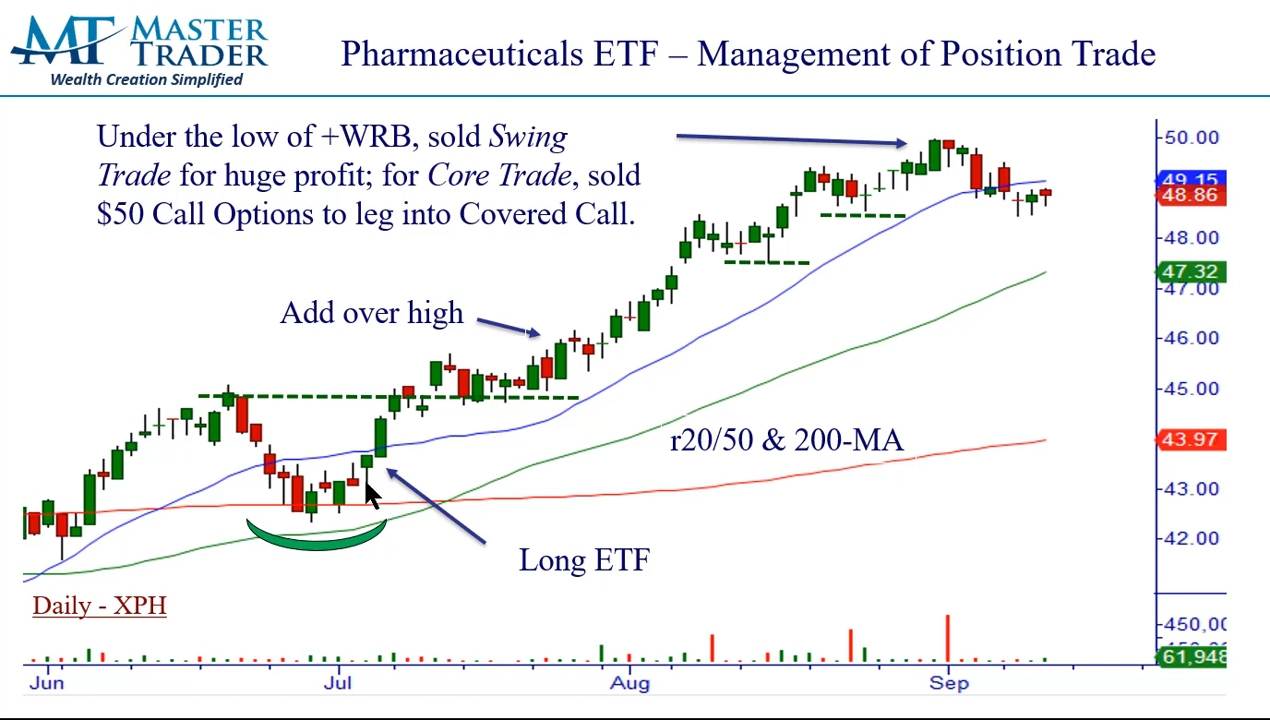 MT MASTER
TRADER
Wealth Creation Simplified
Pharmaceuticals ETF – Management of Position Trade
Under the low of +WRB, sold Swing
Trade for huge profit; for Core Trade, sold
$50 Call Options to leg into Covered Call.
Add over high
r20/50 & 200-MA
Long ETF
Daily - XPH
50.00
49.15
48.86
48.00
47.32
47.00
46.00
45.00
43.97
43.00
42.00
450,00
61,948
Jun Jul Aug Sep